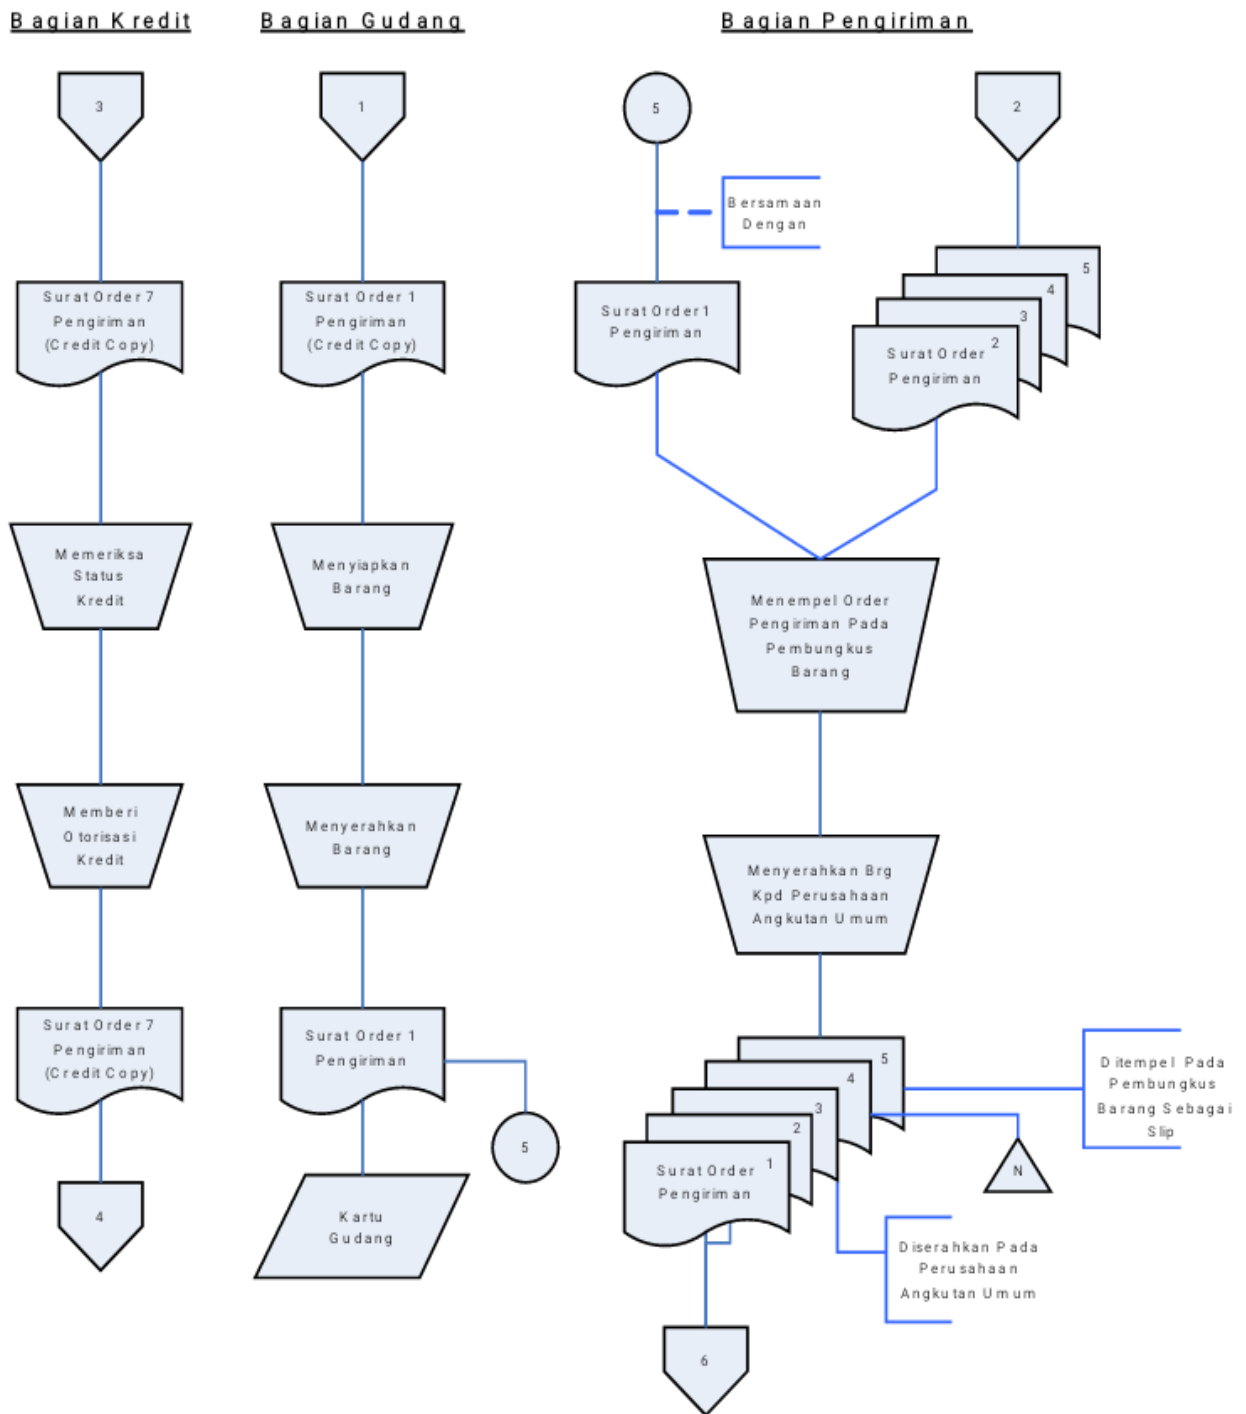 Bagian Kredit
3
Surat Order 7
Pengiriman
(Credit Copy)
Memeriksa
Status
Kredit
Memberi
Otorisasi
Kredit
Surat Order 7
Pengiriman
(Credit Copy)
4
Bagian Gudang
1
Surat Order 1
Pengiriman
(Credit Copy)
Menyiapkan
Barang
Menyerahkan
Barang
Surat Order 1
Pengiriman
5
Kartu
Gudang
Bagian Pengiriman
5
Bersamaan
Dengan
Surat Order 1
Pengiriman
2
5
4
3
2
Surat Order
Pengiriman
Menempel Order
Pengiriman Pada
Pembungkus
Barang
Menyerahkan Brg
Kpd Perusahaan
Angkutan Umum
5
4
3
2
1
Surat Order
Pengiriman
Ditempel Pada
Pembungkus
Barang Sebagai
Slip
N
Diserahkan Pada
Perusahaan
Angkutan Umum
6